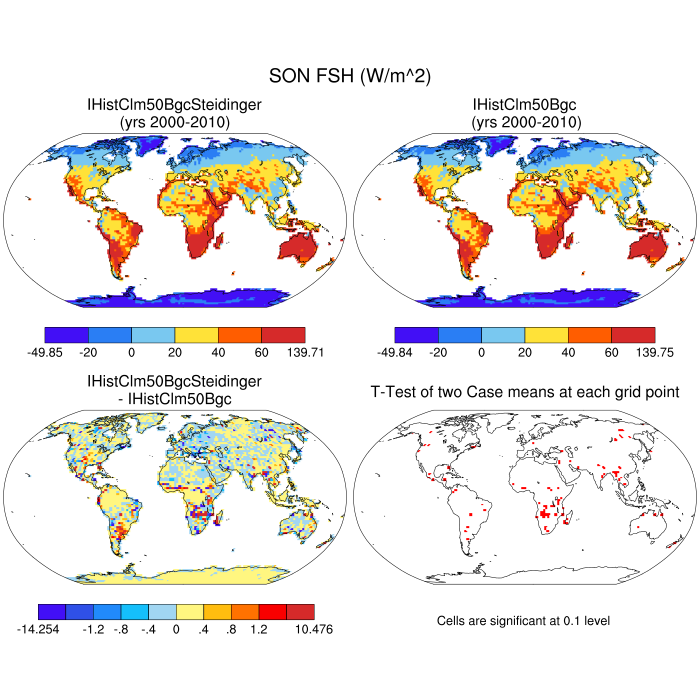 SON FSH (W/m^2)
IHistClm50BgcSteidinger
(yrs 2000-2010)
IHistClm50Bgc
(yrs 2000-2010)
-49.85 -20 0 20 40 60 139.71
-49.84 -20 0 20 40 60 139.75
IHistClm50BgcSteidinger
- IHistClm50Bgc
T-Test of two Case means at each grid point
-14.254 -1.2 -.8 -.4 0 .4 .8 1.2 10.476
Cells are significant at 0.1 level